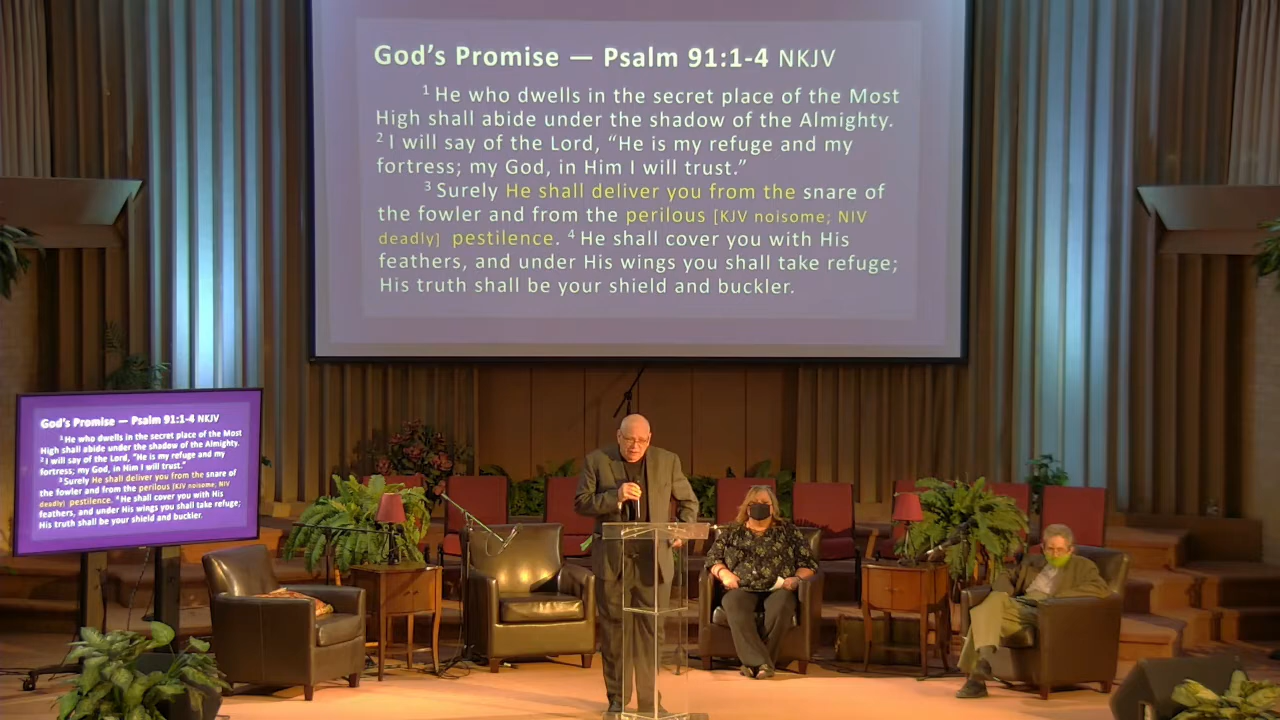 God's Promise — Psalm 91:1-4 NKJV
1 He who dwells in the secret place of the Most
High shall abide under the shadow of the Almighty.
2 I will say of the Lord, “He is my refuge and my
fortress; my God, in Him I will trust.”
3 Surely He shall deliver you from the snare of
the fowler and from the perilous [KJV noisome; NIV
deadly] pestilence. 4 He shall cover you with His
feathers, and under His wings you shall take refuge;
His truth shall be your shield and buckler.
God's Promise — Psalm 91:1-4 NKJV
1 He who dwells in the secret place of the Most
High shall abide under the shadow of the Almighty.
2 I will say of the Lord, “He is my refuge and my
fortress; my God, in Him I will trust.”
3 Surely He shall deliver you from the snare of
the fowler and from the perilous [KJV noisome, NIV
deadly] pestilence. 4 He shall cover you with His
feathers, and under His wings you shall take refuge;
His truth shall be your shield and buckler.